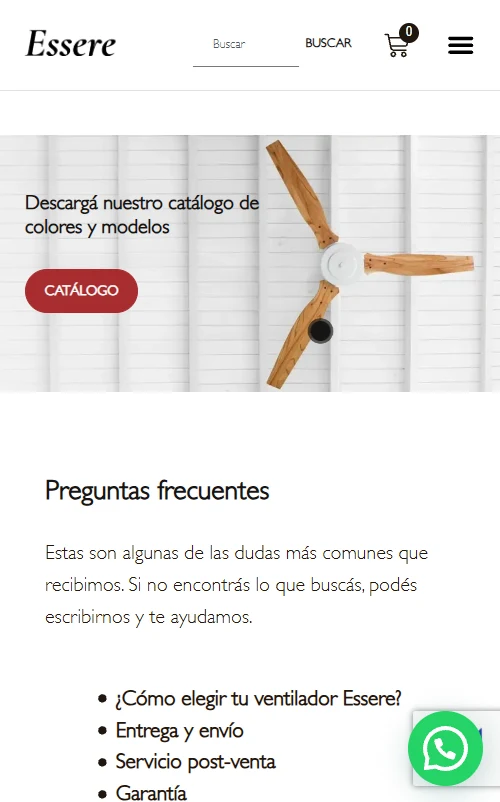 Essere
Buscar
BUSCAR
0
Descargá nuestro catálogo de
colores y modelos
CATÁLOGO
Preguntas frecuentes
Estas son algunas de las dudas más comunes que
recibimos. Si no encontrás lo que buscás, podés
escribirnos y te ayudamos.
¿Cómo elegir tu ventilador Essere?
Entrega y envío
Servicio post-venta
Garantía